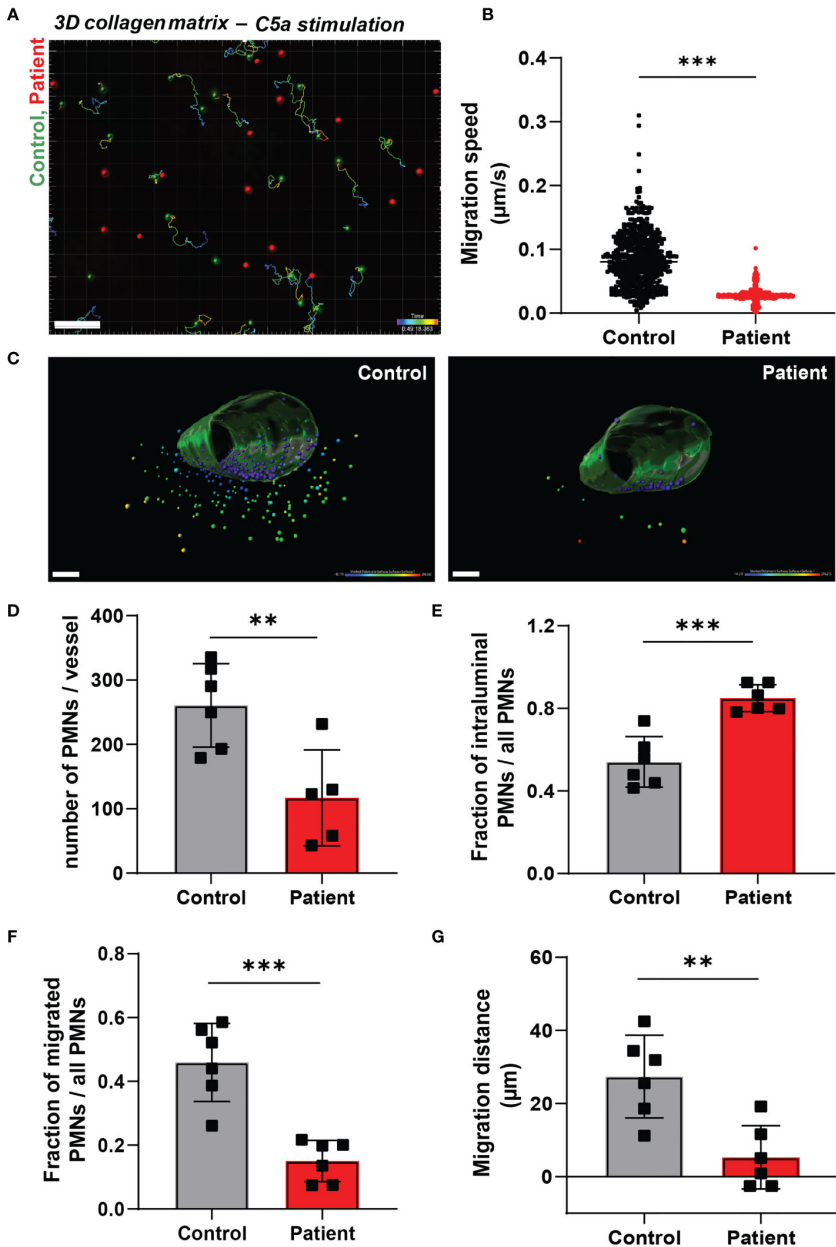 A
3D collagen matrix – C5a stimulation
Control, Patient
Time
B
***
Migration speed
(µm/s)
0.4
0.3
0.2
0.1
0.0
Control
Patient
C
Control
Patient
D
**
number of PMNs / vessel
400
300
200
100
0
Control
Patient
E
***
Fraction of intraluminal
PMNs / all PMNs
1.2
0.8
0.4
0.0
Control
Patient
F
***
Fraction of migrated
PMNs / all PMNs
0.8
0.6
0.4
0.2
0.0
Control
Patient
G
**
Migration distance
(µm)
60
40
20
0
Control
Patient